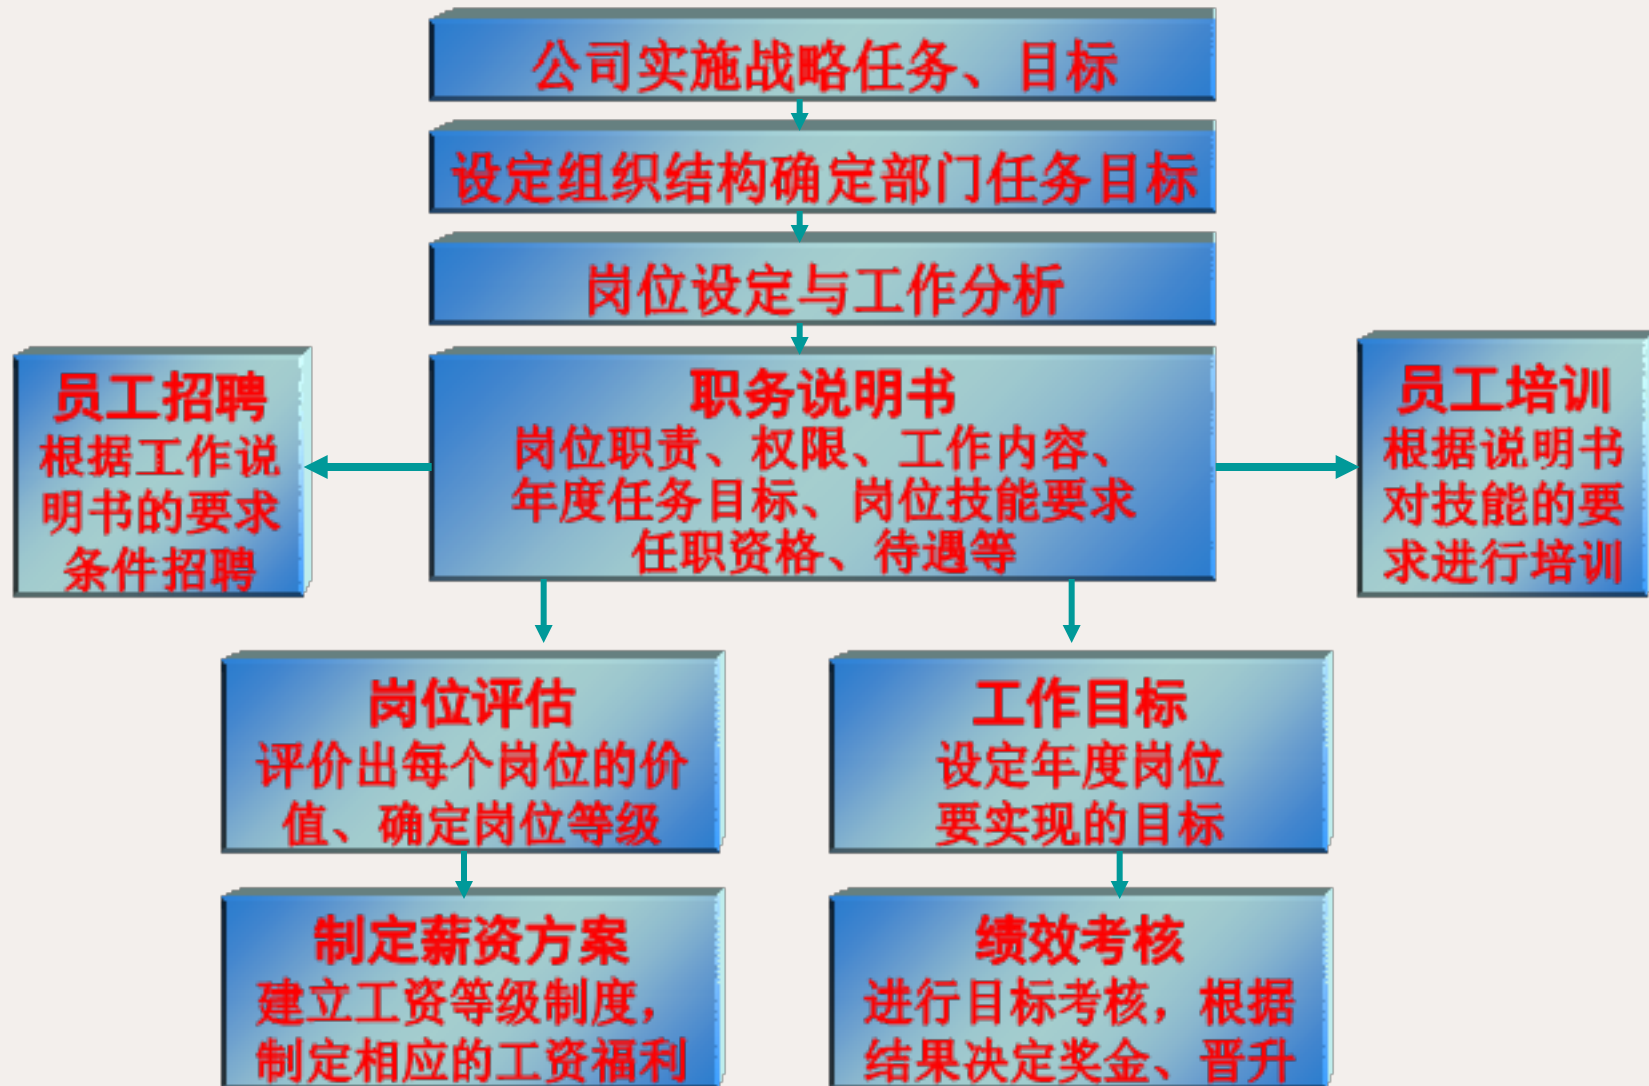 公司实施战略任务、目标
设定组织结构确定部门任务目标
岗位设定与工作分析
员工招聘
根据工作说
明书的要求
条件招聘
职务说明书
岗位职责、权限、工作内容、
年度任务目标、岗位技能要求
任职资格、待遇等
员工培训
根据说明书
对技能的要
求进行培训
岗位评估
评价出每个岗位的价
值、确定岗位等级
工作目标
设定年度岗位
要实现的目标
制定薪资方案
建立工资等级制度，
制定相应的工资福利
绩效考核
进行目标考核，根据
结果决定奖金、晋升